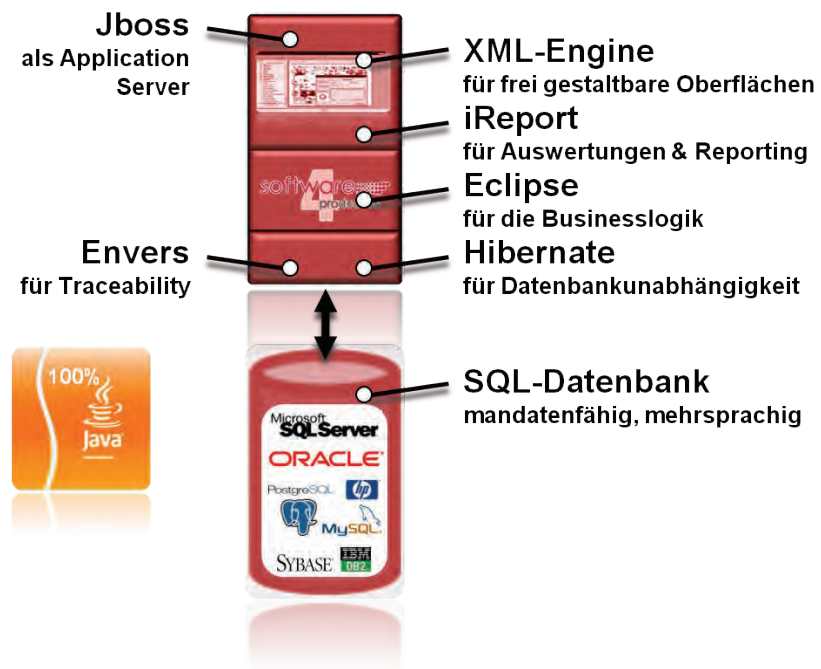 Jboss
als Application
Server
XML-Engine
für frei gestaltbare Oberflächen
iReport
für Auswertungen & Reporting
software
4
Eclipse
für die Businesslogik
Envers
für Traceability
Hibernate
für Datenbankunabhängigkeit
100%
Java
SQL-Datenbank
mandatenfähig, mehrsprachig
Microsoft
SQL Server
ORACLE
PostgreSQL
hp
MySQL
SYBASE
IBM
DB2